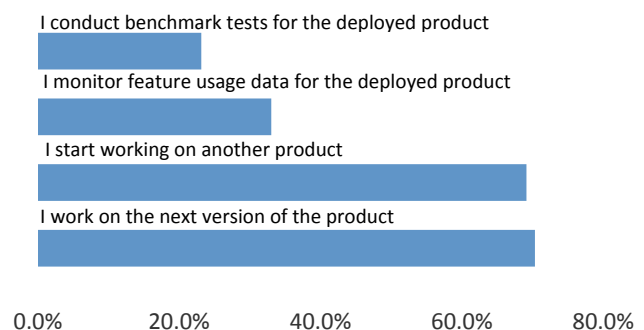 I conduct benchmark tests for the deployed product
I monitor feature usage data for the deployed product
I start working on another product
I work on the next version of the product
0.0% 20.0% 40.0% 60.0% 80.0%